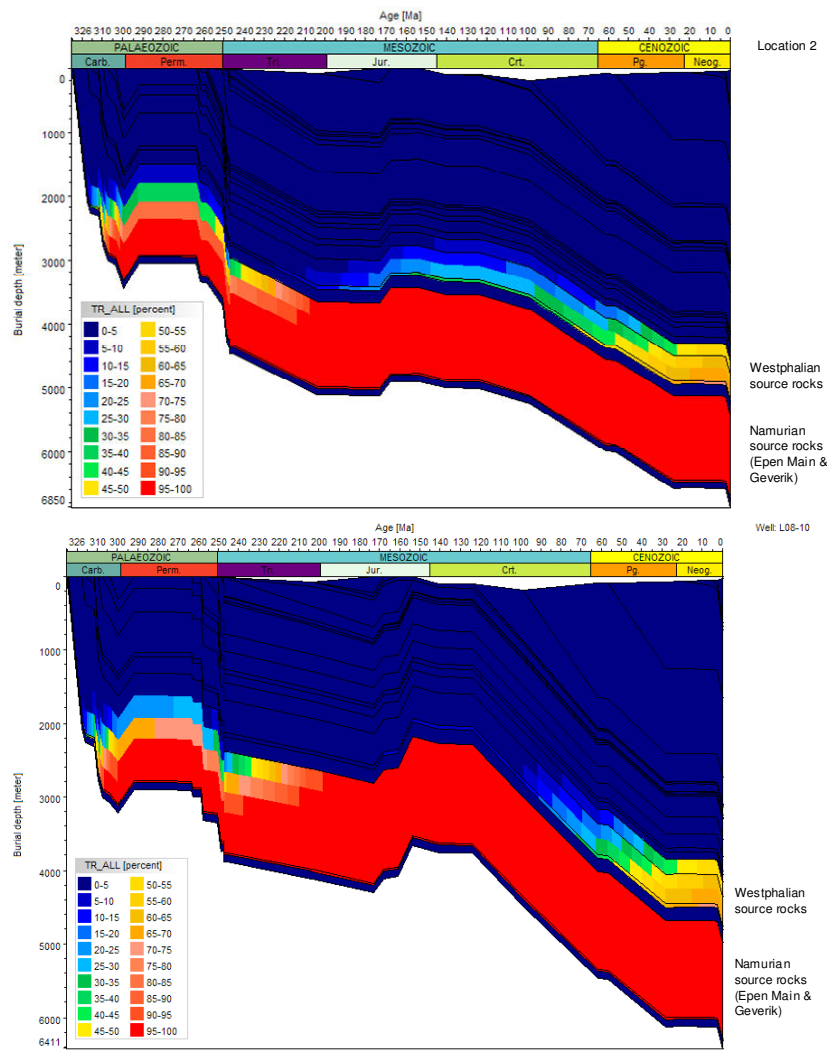 Age [Ma]
326 310 300 290 280 270 260 250 240 230 220 210 200 190 180 170 160 150 140 130 120 110 100 90 80 70 60 50 40 30 20 10 0
PALAEOZOIC MESOZOIC CENOZOIC
Carb. Perm. Tri. Jur. Crt. Pg. Neog.
Location 2
0
1000
2000
3000
4000
5000
6000
6850
Burial depth [meter]
TR_ALL [percent]
0-5 50-55
5-10 55-60
10-15 60-65
15-20 65-70
20-25 70-75
25-30 75-80
30-35 80-85
35-40 85-90
40-45 90-95
45-50 95-100
Westphalian
source rocks
Namurian
source rocks
(Epen Main &
Geverik)
Age [Ma]
326 310 300 290 280 270 260 250 240 230 220 210 200 190 180 170 160 150 140 130 120 110 100 90 80 70 60 50 40 30 20 10 0
PALAEOZOIC MESOZOIC CENOZOIC
Carb. Perm. Tri. Jur. Crt. Pg. Neog.
Well: L08-10
0
1000
2000
3000
4000
5000
6000
6411
Burial depth [meter]
TR_ALL [percent]
0-5 50-55
5-10 55-60
10-15 60-65
15-20 65-70
20-25 70-75
25-30 75-80
30-35 80-85
35-40 85-90
40-45 90-95
45-50 95-100
Westphalian
source rocks
Namurian
source rocks
(Epen Main &
Geverik)